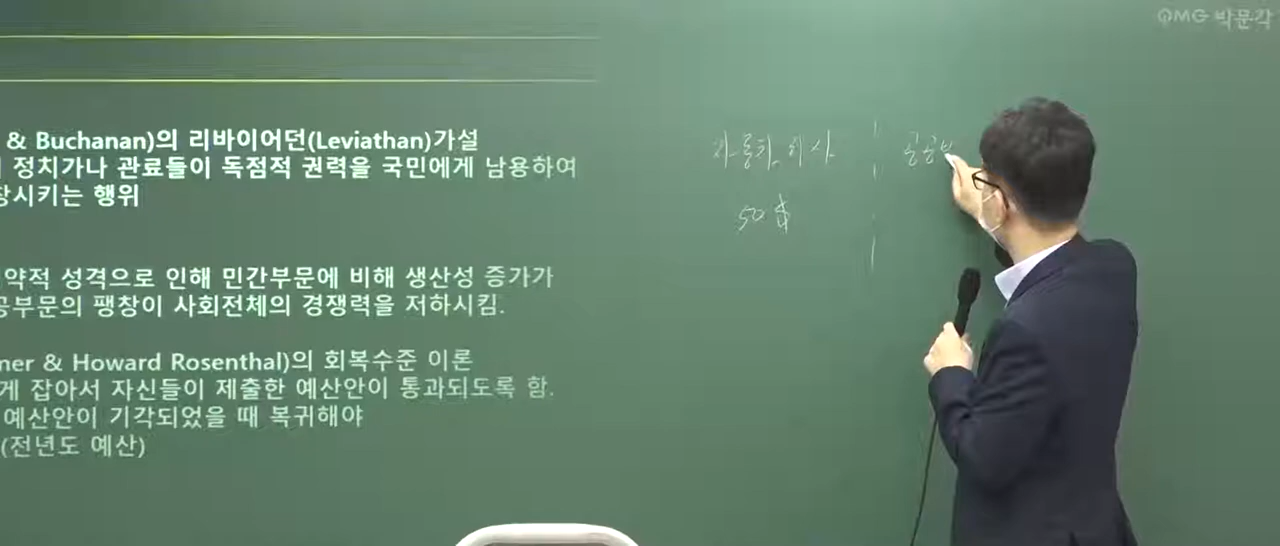 OMG 박문각
& Buchanan)의 리바이어던(Leviathan)가설
정치가나 관료들이 독점적 권력을 국민에게 남용하여
창시키는 행위
약적 성격으로 인해 민간부문에 비해 생산성 증가가
공부문의 팽창이 사회전체의 경쟁력을 저하시킴.
mer & Howard Rosenthal)의 회복수준 이론
게 잡아서 자신들이 제출한 예산안이 통과되도록 함.
예산안이 기각되었을 때 복귀해야
(전년도 예산)
자동차 회사
공공부